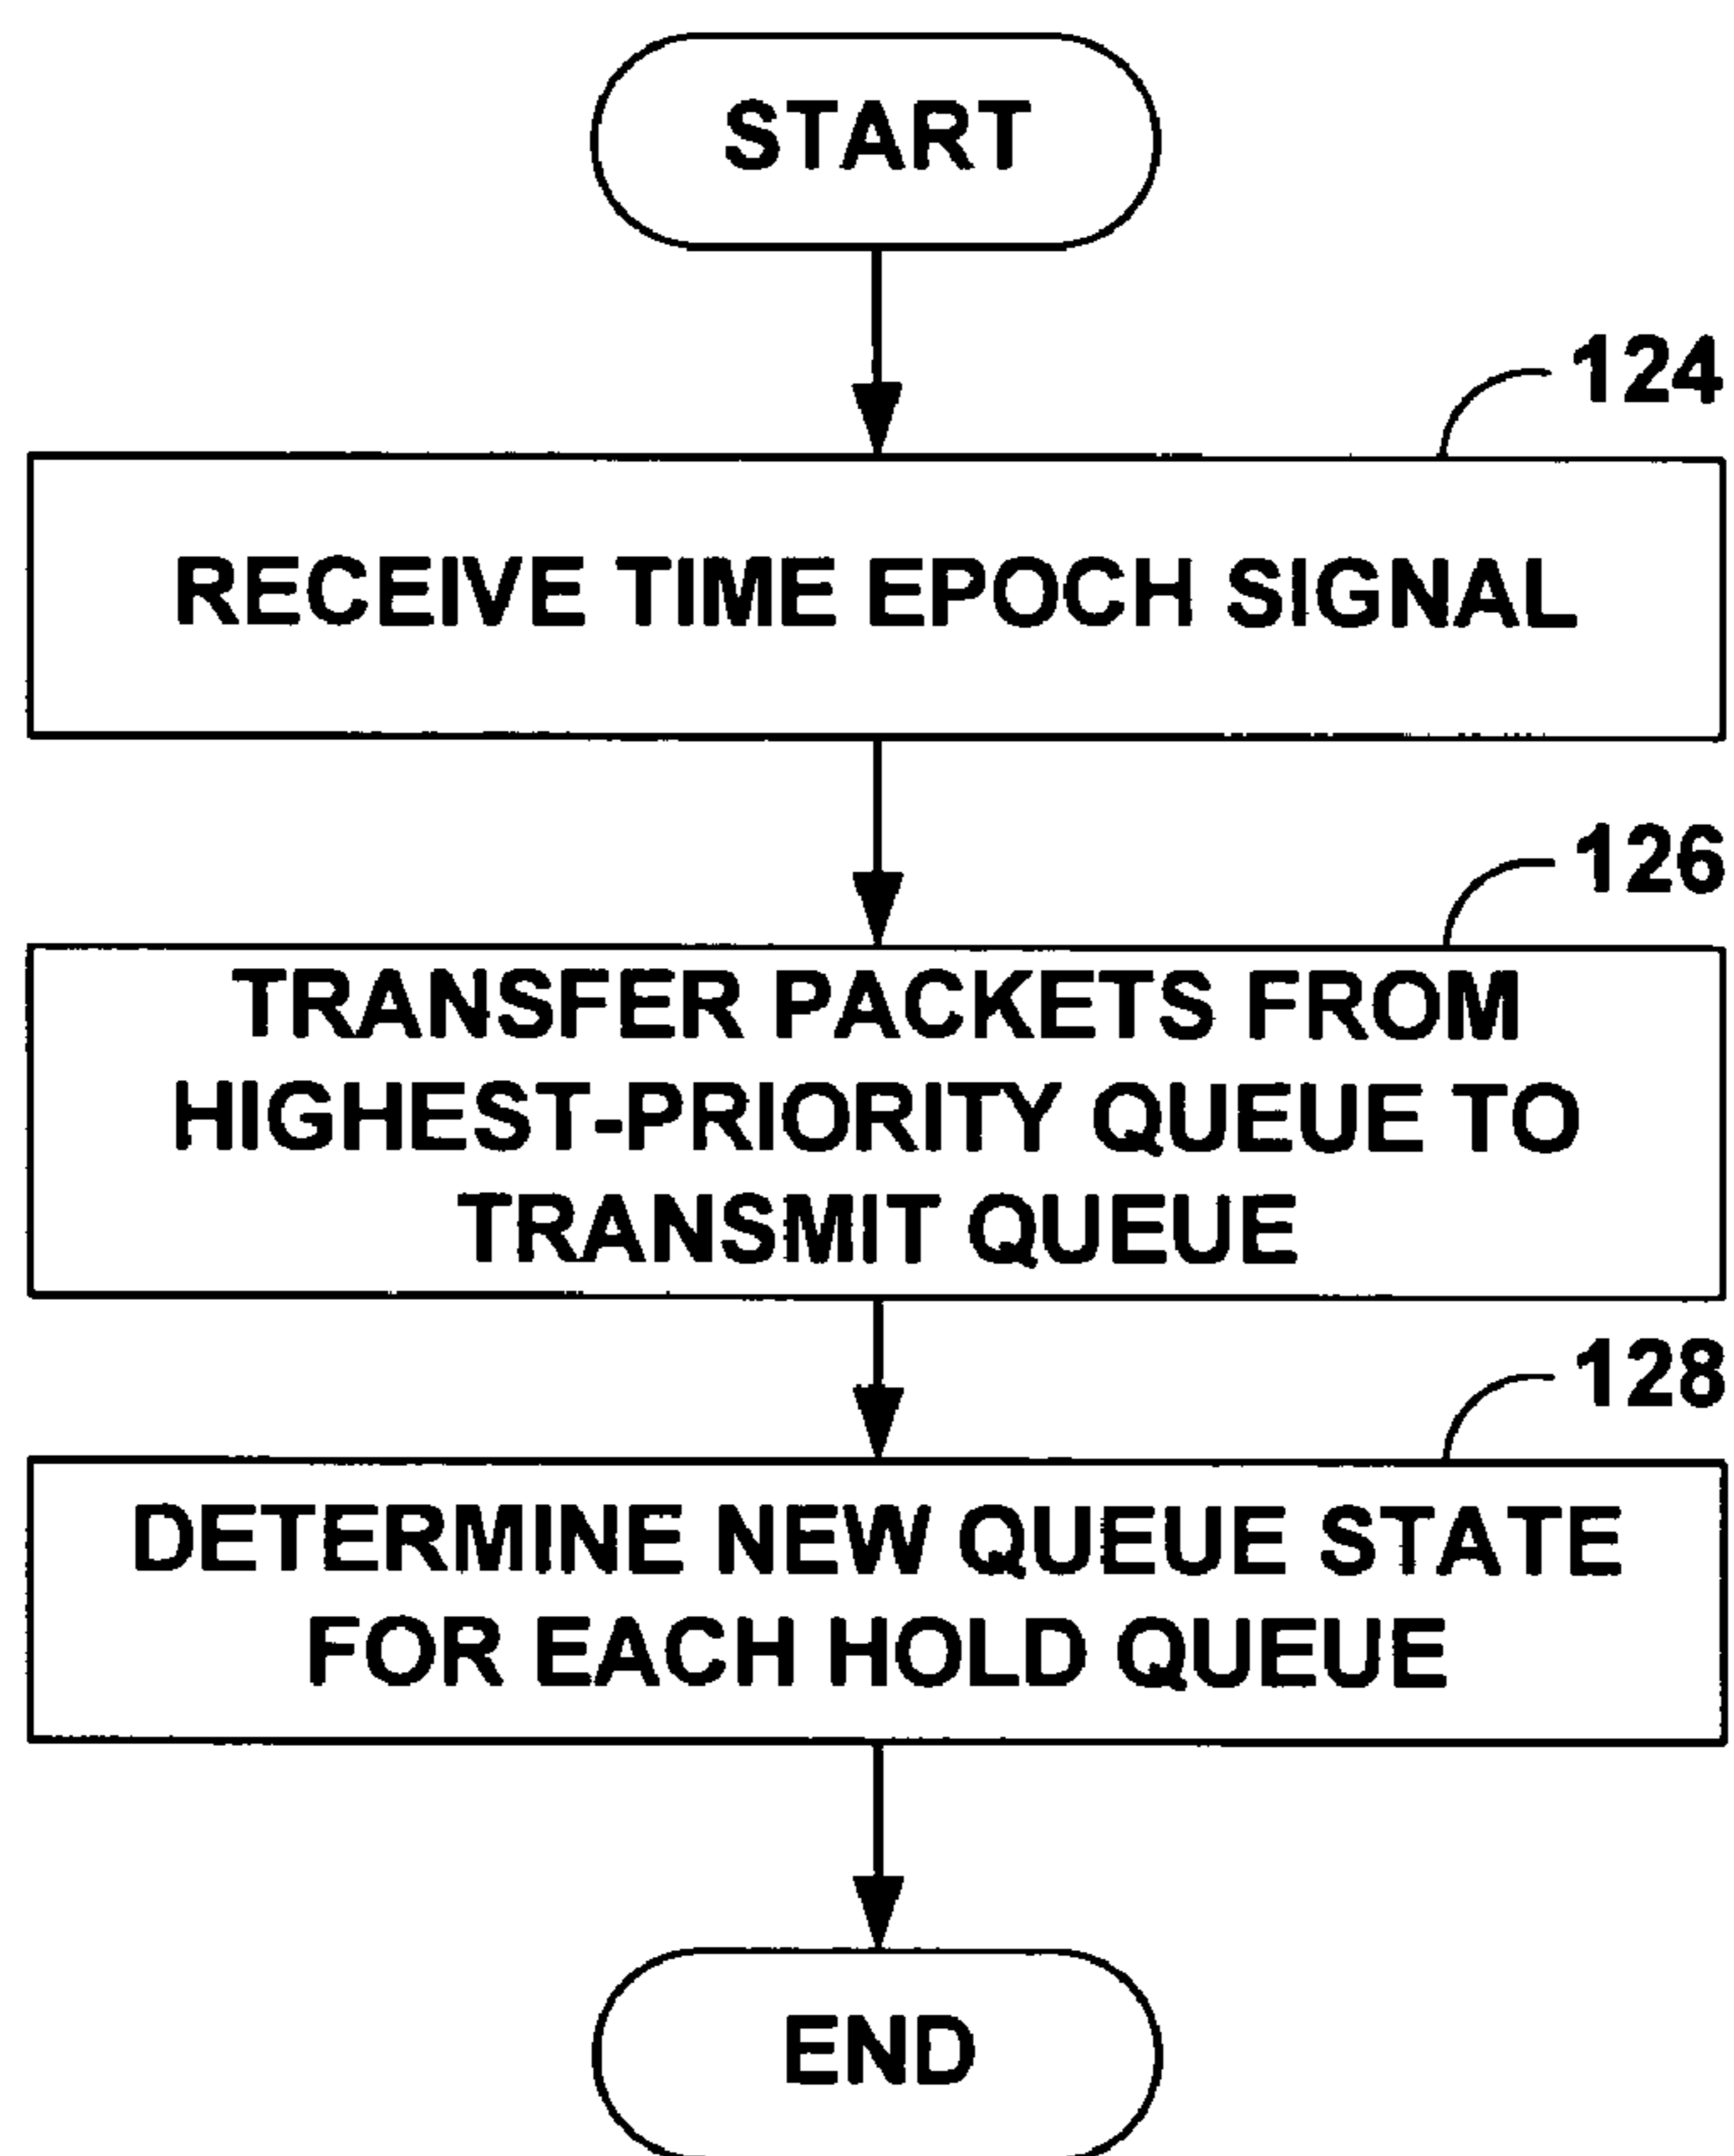 START
124
RECEIVE TIME EPOCH SIGNAL
126
TRANSFER PACKETS FROM
HIGHEST-PRIORITY QUEUE TO
TRANSMIT QUEUE
128
DETERMINE NEW QUEUE STATE
FOR EACH HOLD QUEUE
END